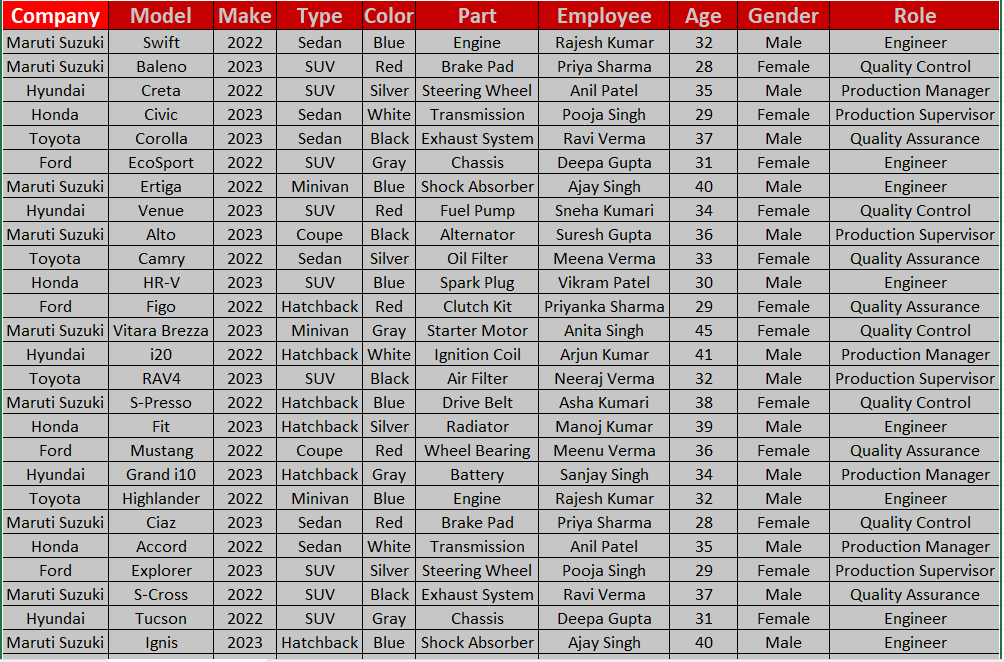 Company Model Make Type Color Part Employee Age Gender Role
Maruti Suzuki Swift 2022 Sedan Blue Engine Rajesh Kumar 32 Male Engineer
Maruti Suzuki Baleno 2023 SUV Red Brake Pad Priya Sharma 28 Female Quality Control
Hyundai Creta 2022 SUV Silver Steering Wheel Anil Patel 35 Male Production Manager
Honda Civic 2023 Sedan White Transmission Pooja Singh 29 Female Production Supervisor
Toyota Corolla 2023 Sedan Black Exhaust System Ravi Verma 37 Male Quality Assurance
Ford EcoSport 2022 SUV Gray Chassis Deepa Gupta 31 Female Engineer
Maruti Suzuki Ertiga 2022 Minivan Blue Shock Absorber Ajay Singh 40 Male Engineer
Hyundai Venue 2023 SUV Red Fuel Pump Sneha Kumari 34 Female Quality Control
Maruti Suzuki Alto 2023 Coupe Black Alternator Suresh Gupta 36 Male Production Supervisor
Toyota Camry 2022 Sedan Silver Oil Filter Meena Verma 33 Female Quality Assurance
Honda HR-V 2023 SUV Blue Spark Plug Vikram Patel 30 Male Engineer
Ford Figo 2022 Hatchback Red Clutch Kit Priyanka Sharma 29 Female Quality Assurance
Maruti Suzuki Vitara Brezza 2023 Minivan Gray Starter Motor Anita Singh 45 Female Quality Control
Hyundai i20 2022 Hatchback White Ignition Coil Arjun Kumar 41 Male Production Manager
Toyota RAV4 2023 SUV Black Air Filter Neeraj Verma 32 Male Production Supervisor
Maruti Suzuki S-Presso 2022 Hatchback Blue Drive Belt Asha Kumari 38 Female Quality Control
Honda Fit 2023 Hatchback Silver Radiator Manoj Kumar 39 Male Engineer
Ford Mustang 2022 Coupe Red Wheel Bearing Meenu Verma 36 Female Quality Assurance
Hyundai Grand i10 2023 Hatchback Gray Battery Sanjay Singh 34 Male Production Manager
Toyota Highlander 2022 Minivan Blue Engine Rajesh Kumar 32 Male Engineer
Maruti Suzuki Ciaz 2023 Sedan Red Brake Pad Priya Sharma 28 Female Quality Control
Honda Accord 2022 Sedan White Transmission Anil Patel 35 Male Production Manager
Ford Explorer 2023 SUV Silver Steering Wheel Pooja Singh 29 Female Production Supervisor
Maruti Suzuki S-Cross 2022 SUV Black Exhaust System Ravi Verma 37 Male Quality Assurance
Hyundai Tucson 2022 SUV Gray Chassis Deepa Gupta 31 Female Engineer
Maruti Suzuki Ignis 2023 Hatchback Blue Shock Absorber Ajay Singh 40 Male Engineer